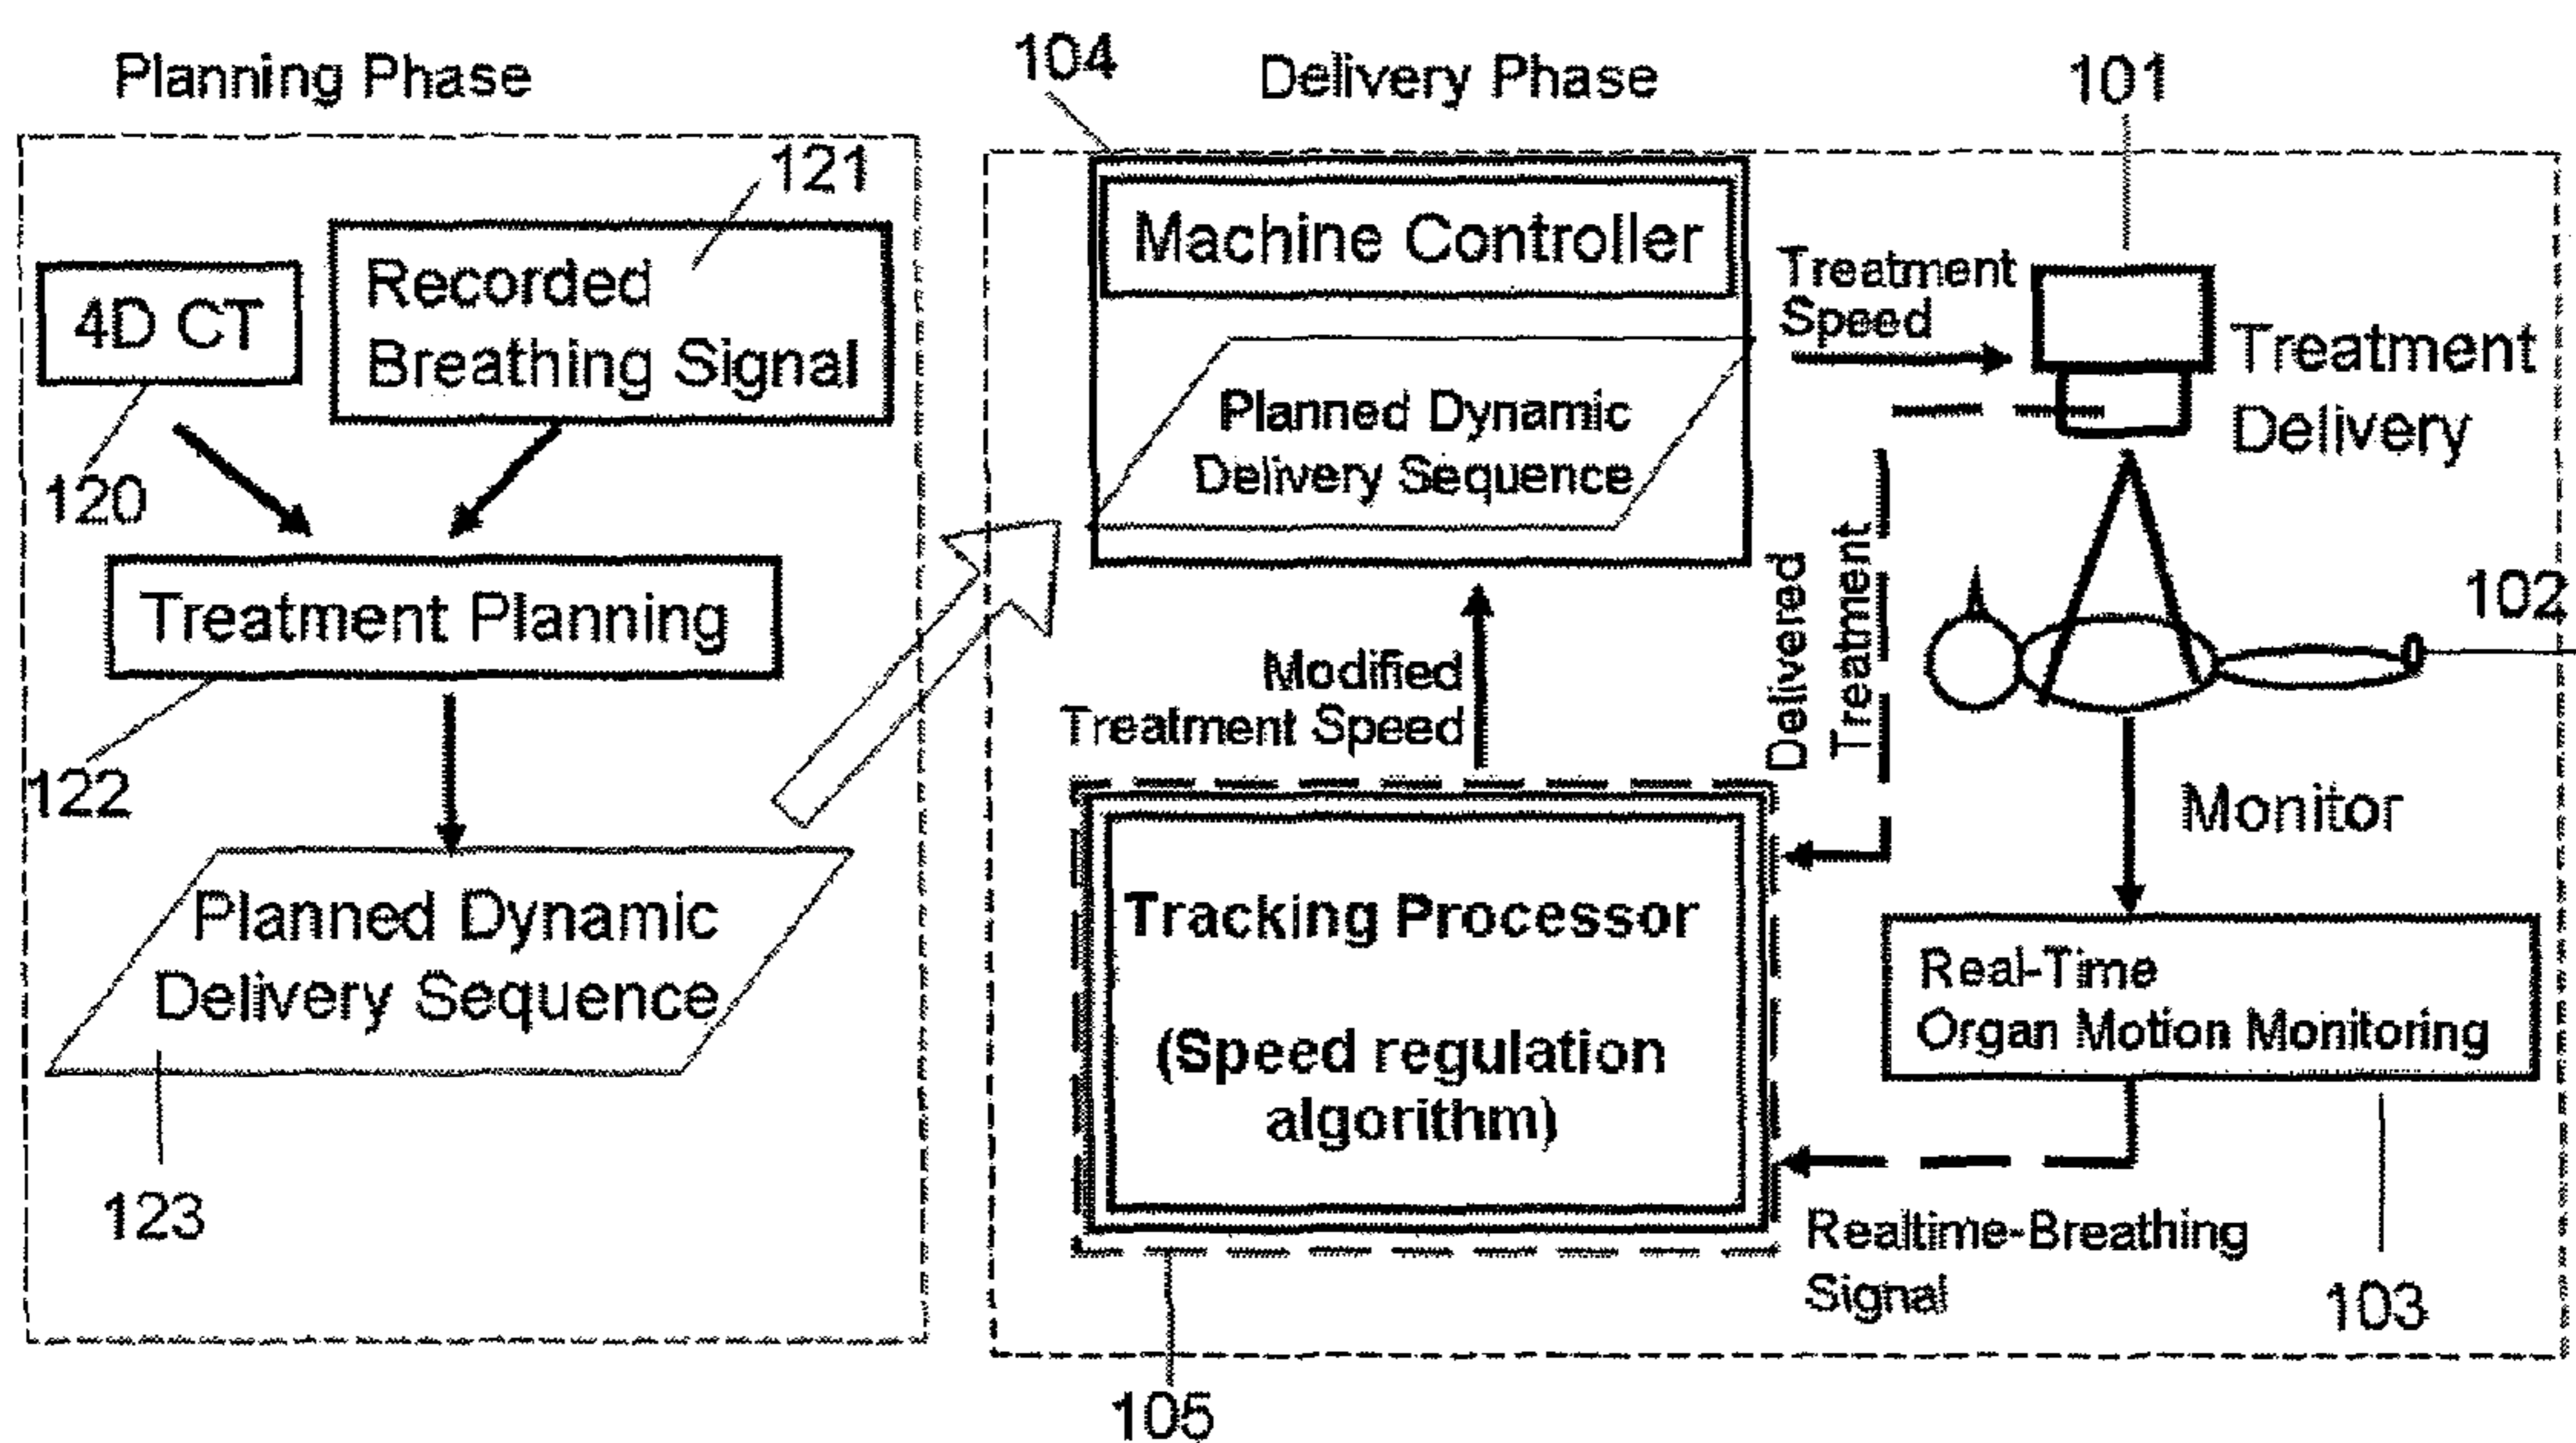 Planning Phase
121
4D CT
Recorded
Breathing Signal
120
Treatment Planning
122
Planned Dynamic
Delivery Sequence
123
Delivery Phase
104
101
Machine Controller
Planned Dynamic
Delivery Sequence
Treatment
Speed
Treatment
Delivery
102
Modified
Treatment Speed
Delivered
Treatment
Monitor
Tracking Processor
(Speed regulation
algorithm)
Real-Time
Organ Motion Monitoring
Realtime-Breathing
Signal
103
105